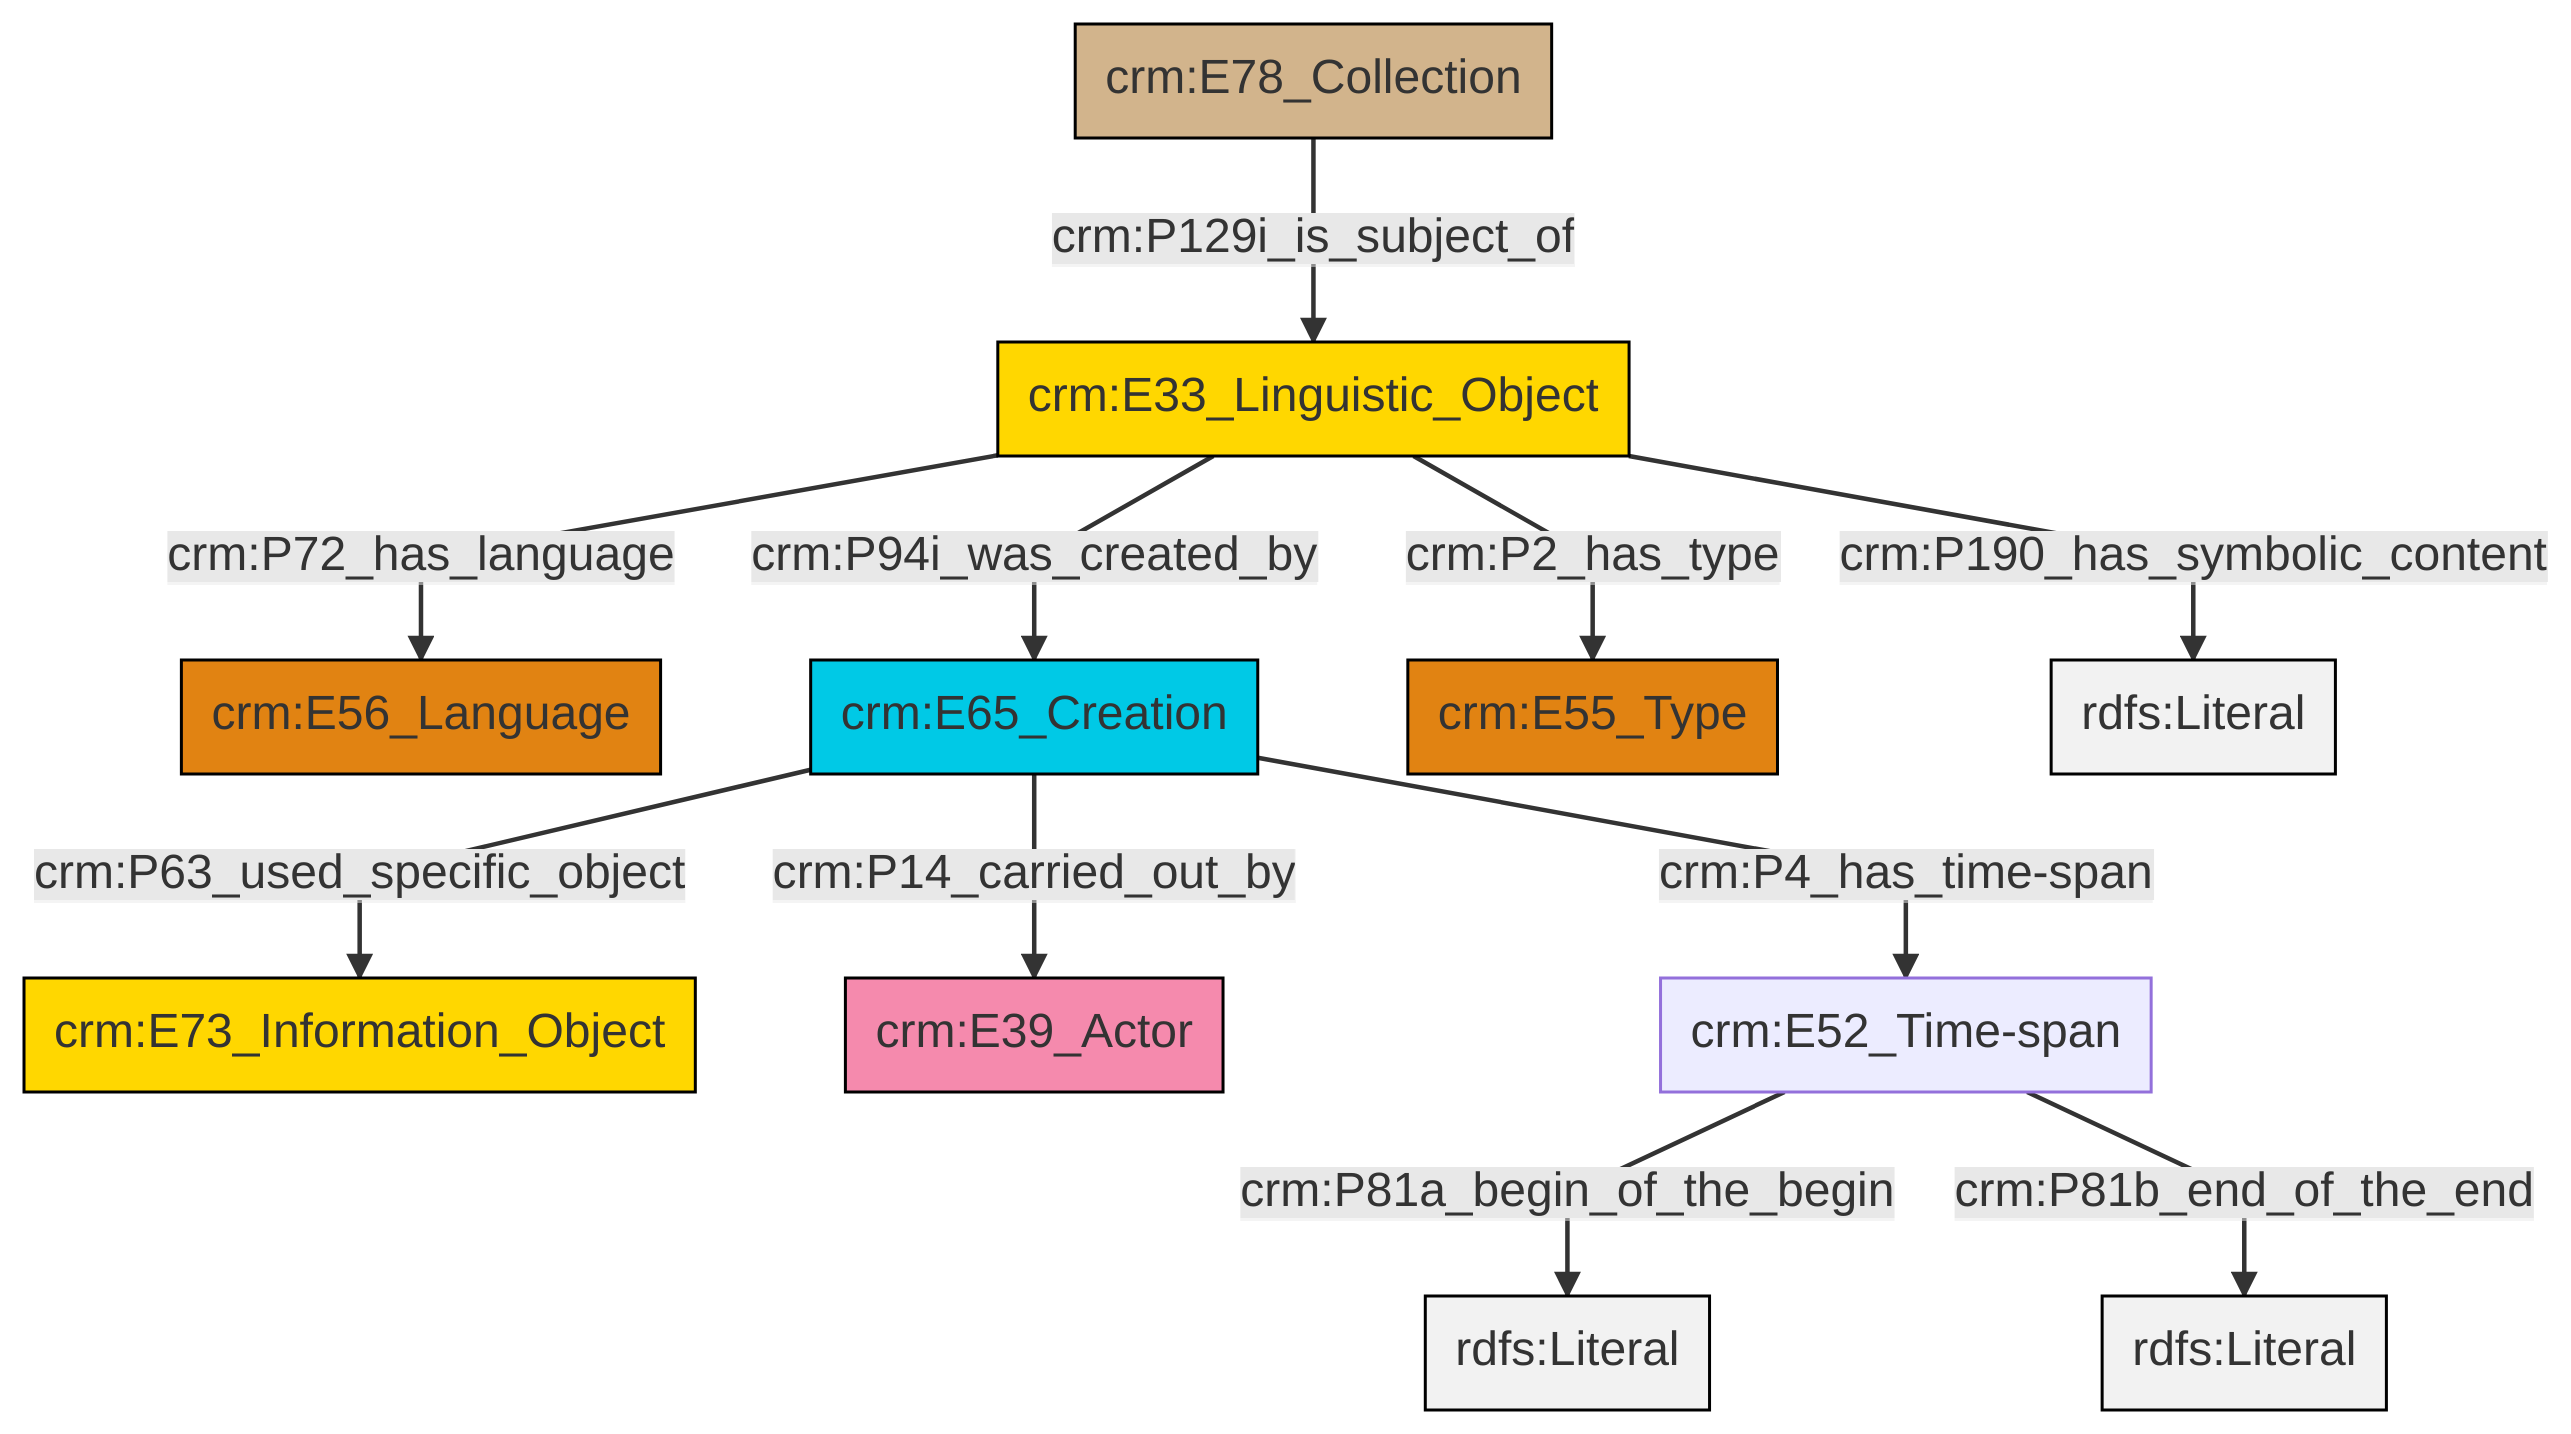 crm:E78_Collection
crm:P129i_is_subject_of
crm:E33_Linguistic_Object
crm:P72_has_language
crm:P94i_was_created_by
crm:P2_has_type
crm:P190_has_symbolic_content
crm:E56_Language
crm:E65_Creation
crm:E55_Type
rdfs:Literal
crm:P63_used_specific_object
crm:P14_carried_out_by
crm:P4_has_time-span
crm:E73_Information_Object
crm:E39_Actor
crm:E52_Time-span
crm:P81a_begin_of_the_begin
crm:P81b_end_of_the_end
rdfs:Literal
rdfs:Literal